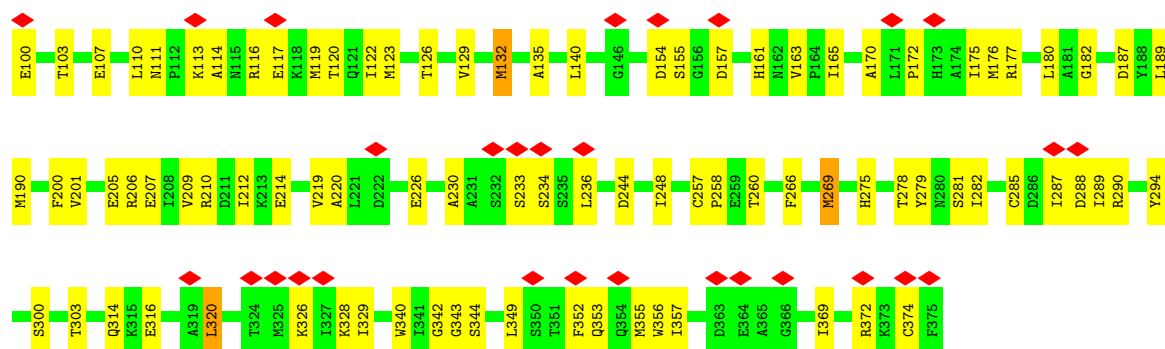 E100 T103 E107 L110 N111 P112 K113 A114 N115 R116 E117 K118 M119 T120 Q121 I122 M123 T126 V129 M132 A135 L140 G146 D154 S155 G156 D157 H161 N162 V163 P164 I165 A170 L171 P172 H173 A174 I175 M176 R177 L180 A181 G182 D187 Y188 L189
M190 F200 V201 E205 R206 E207 I208 V209 R210 D211 I212 K213 E214 V219 A220 L221 D222 E226 A230 A231 S232 S233 S234 S235 L236 D244 I248 C257 P258 E259 T260 F266 M269 H275 T278 Y279 N280 S281 I282 C285 D286 I287 D288 I289 R290 Y294
S300 T303 Q314 K315 E316 A319 L320 T324 M325 K326 I327 K328 I329 W340 I341 G342 G343 S344 L349 S350 T351 F352 Q353 Q354 M355 W356 I357 D363 E364 A365 G366 I369 R372 K373 C374 F375